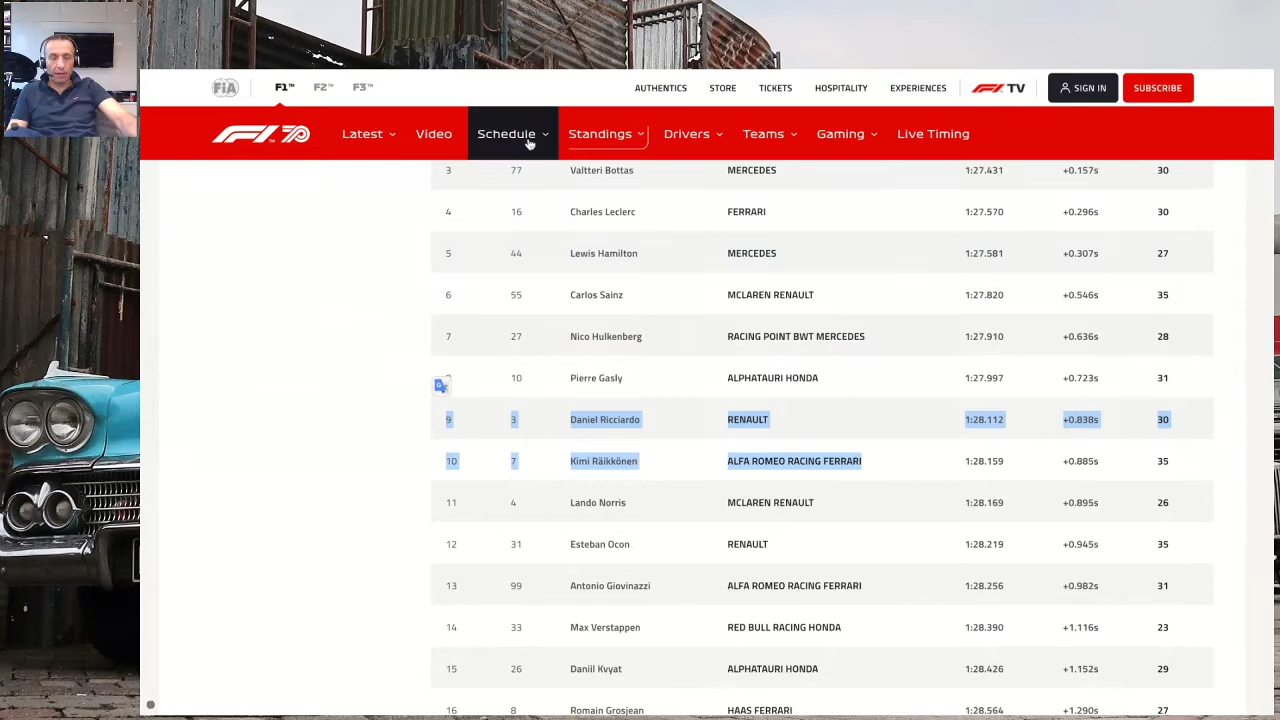 FiA
F1™ F2™ F3™ AUTHENTICS STORE TICKETS HOSPITALITY EXPERIENCES F1 TV SIGN IN SUBSCRIBE
F1 70 Latest Video Schedule Standings Drivers Teams Gaming Live Timing
3 77 Valtteri Bottas MERCEDES 1:27.431 +0.157s 30
4 16 Charles Leclerc FERRARI 1:27.570 +0.296s 30
5 44 Lewis Hamilton MERCEDES 1:27.581 +0.307s 27
6 55 Carlos Sainz MCLAREN RENAULT 1:27.820 +0.546s 35
7 27 Nico Hulkenberg RACING POINT BWT MERCEDES 1:27.910 +0.636s 28
10 Pierre Gasly ALPHATAURI HONDA 1:27.997 +0.723s 31
9 3 Daniel Ricciardo RENAULT 1:28.112 +0.838s 30
10 7 Kimi Räikkönen ALFA ROMEO RACING FERRARI 1:28.159 +0.885s 35
11 4 Lando Norris MCLAREN RENAULT 1:28.169 +0.895s 26
12 31 Esteban Ocon RENAULT 1:28.219 +0.945s 35
13 99 Antonio Giovinazzi ALFA ROMEO RACING FERRARI 1:28.256 +0.982s 31
14 33 Max Verstappen RED BULL RACING HONDA 1:28.390 +1.116s 23
15 26 Daniil Kvyat ALPHATAURI HONDA 1:28.426 +1.152s 29
16 8 Romain Grosjean HAAS FERRARI 1:28.564 +1.290s 27